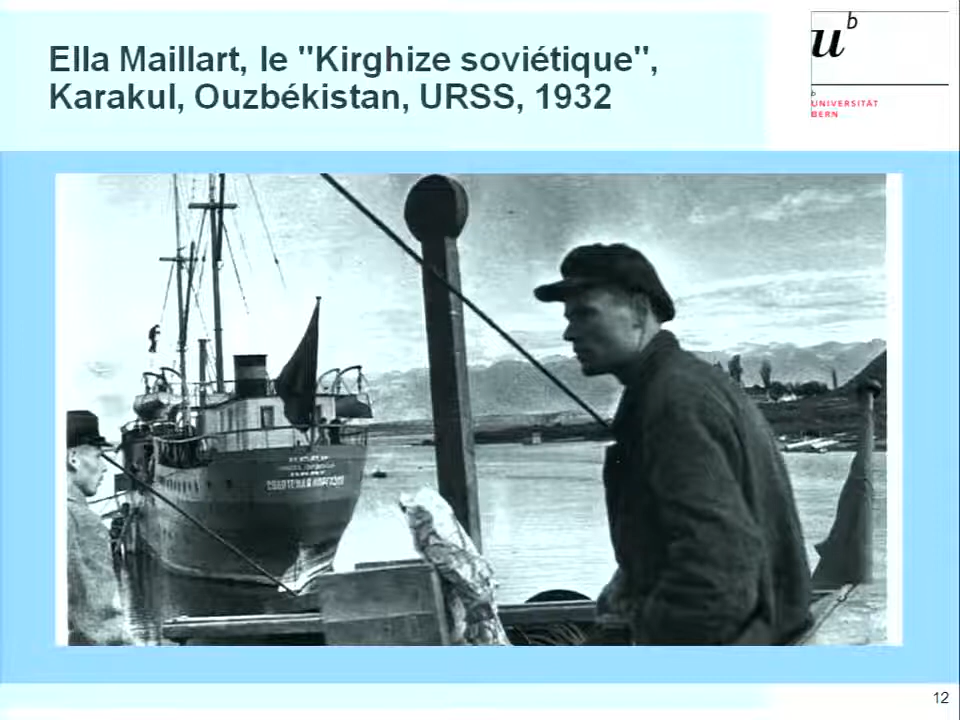 Ella Maillart, le "Kirghize soviétique",
Karakul, Ouzbékistan, URSS, 1932
u
b
b
UNIVERSITÄT
BERN
12